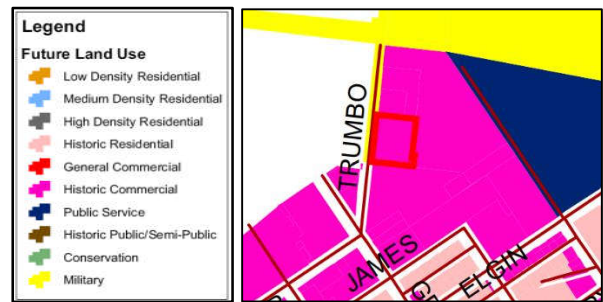 Legend
Future Land Use
Low Density Residential
Medium Density Residential
High Density Residential
Historic Residential
General Commercial
Historic Commercial
Public Service
Historic Public/Semi-Public
Conservation
Military
TRUMBO
JAMES
ELGIN